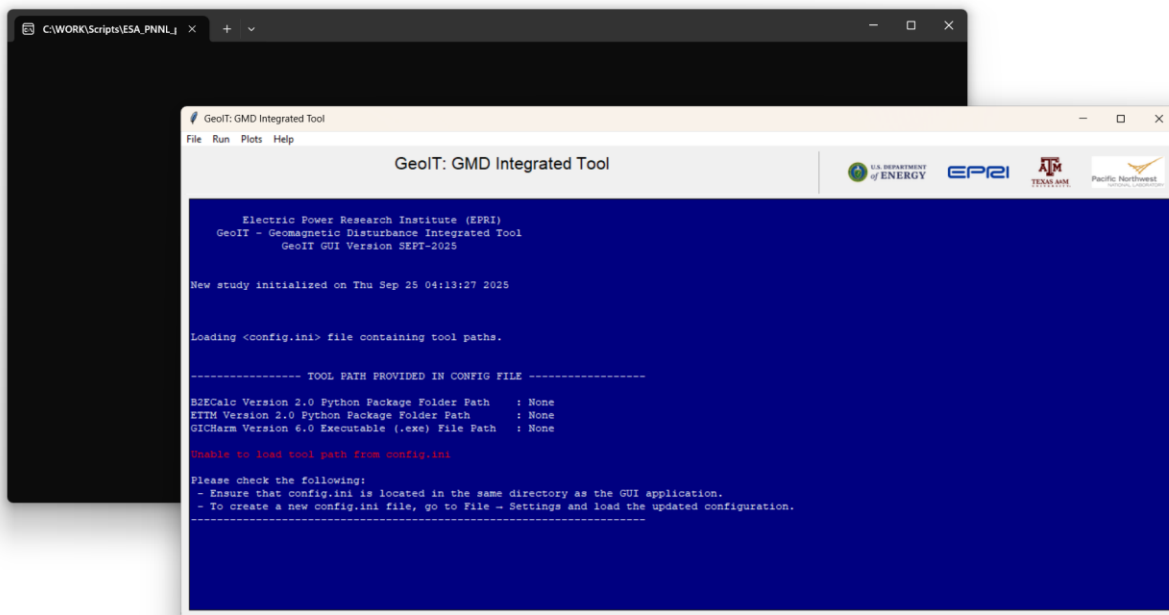 C:\WORK\Scripts\ESA_PNNL_
GeoIT: GMD Integrated Tool
File Run Plots Help
GeoIT: GMD Integrated Tool
U.S. DEPARTMENT
of ENERGY
EPRI
ATM
TEXAS A&M
UNIVERSITY
Pacific Northwest
NATIONAL LABORATORY
Electric Power Research Institute (EPRI)
GeoIT - Geomagnetic Disturbance Integrated Tool
GeoIT GUI Version SEPT-2025
New study initialized on Thu Sep 25 04:13:27 2025
Loading <config.ini> file containing tool paths.
----------------- TOOL PATH PROVIDED IN CONFIG FILE ------------------
B2ECalc Version 2.0 Python Package Folder Path : None
ETTM Version 2.0 Python Package Folder Path : None
GICHarm Version 6.0 Executable (.exe) File Path : None
Unable to load tool path from config.ini
Please check the following:
- Ensure that config.ini is located in the same directory as the GUI application.
- To create a new config.ini file, go to File → Settings and load the updated configuration.
----------------------------------------------------------------------